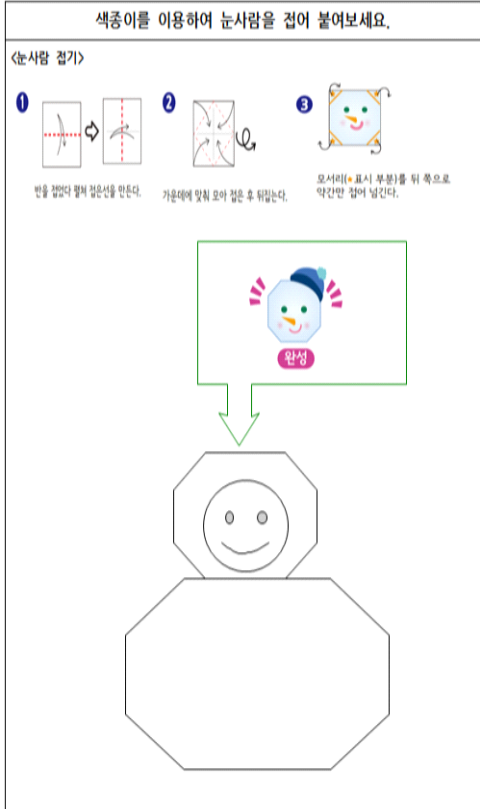 색종이를 이용하여 눈사람을 접어 붙여보세요.
<눈사람 접기>
1
2
3
반을 접었다 펼쳐 접은선을 만든다.
가운데에 맞춰 모아 접은 후 뒤집는다.
모서리(★표시 부분)를 뒤 쪽으로
약간만 접어 넘긴다.
완성